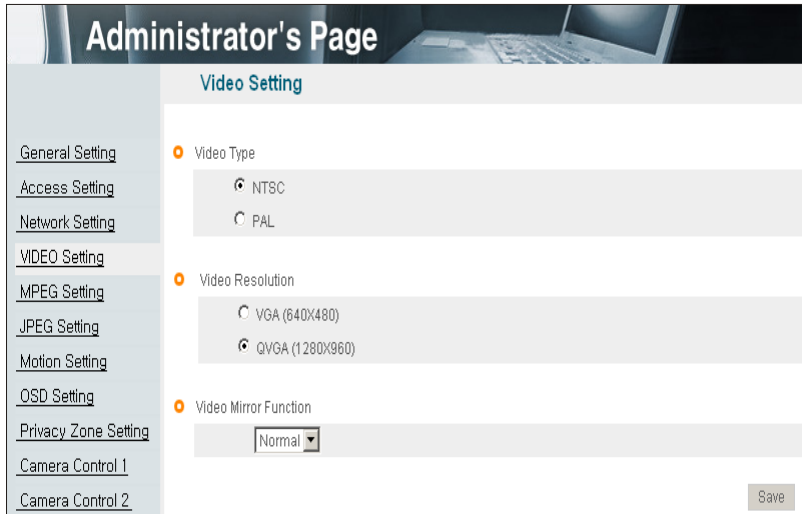 Administrator's Page
Video Setting
General Setting
Access Setting
Network Setting
VIDEO Setting
MPEG Setting
JPEG Setting
Motion Setting
OSD Setting
Privacy Zone Setting
Camera Control 1
Camera Control 2
Video Type
NTSC
PAL
Video Resolution
VGA (640X480)
QVGA (1280X960)
Video Mirror Function
Normal
Save